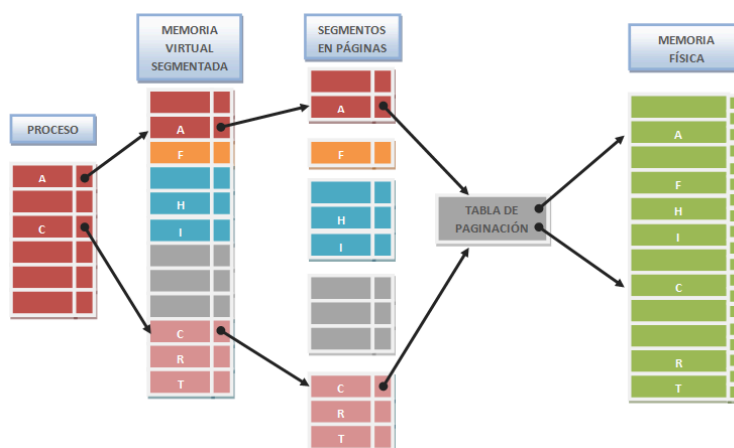 MEMORIA
VIRTUAL
SEGMENTADA
SEGMENTOS
EN PÁGINAS
MEMORIA
FÍSICA
PROCESO
A
C
A
F
H
I
C
R
T
A
F
H
I
C
R
T
TABLA DE
PAGINACIÓN
A
F
H
I
C
R
T